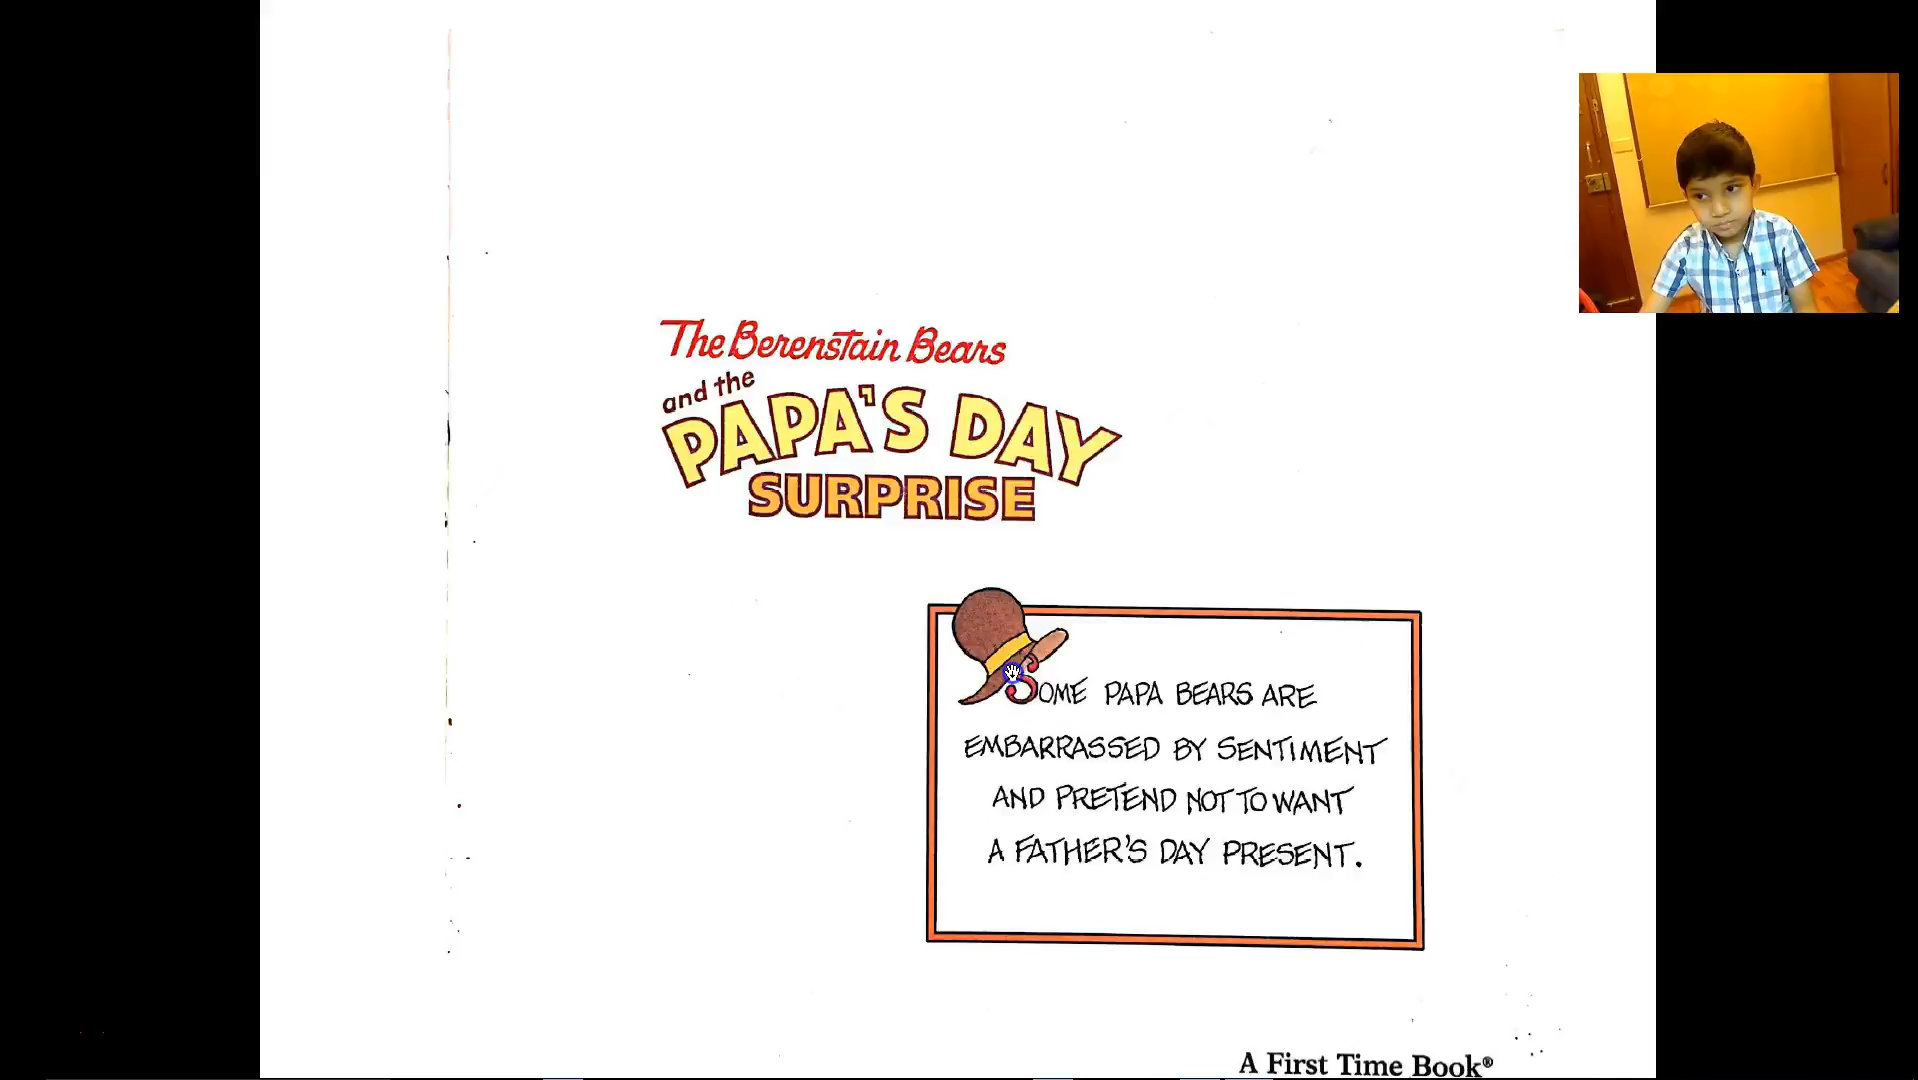 The Berenstain Bears
and the
PAPA'S DAY
SURPRISE
SOME PAPA BEARS ARE
EMBARRASSED BY SENTIMENT
AND PRETEND NOT TO WANT
A FATHER'S DAY PRESENT.
A First Time Book®